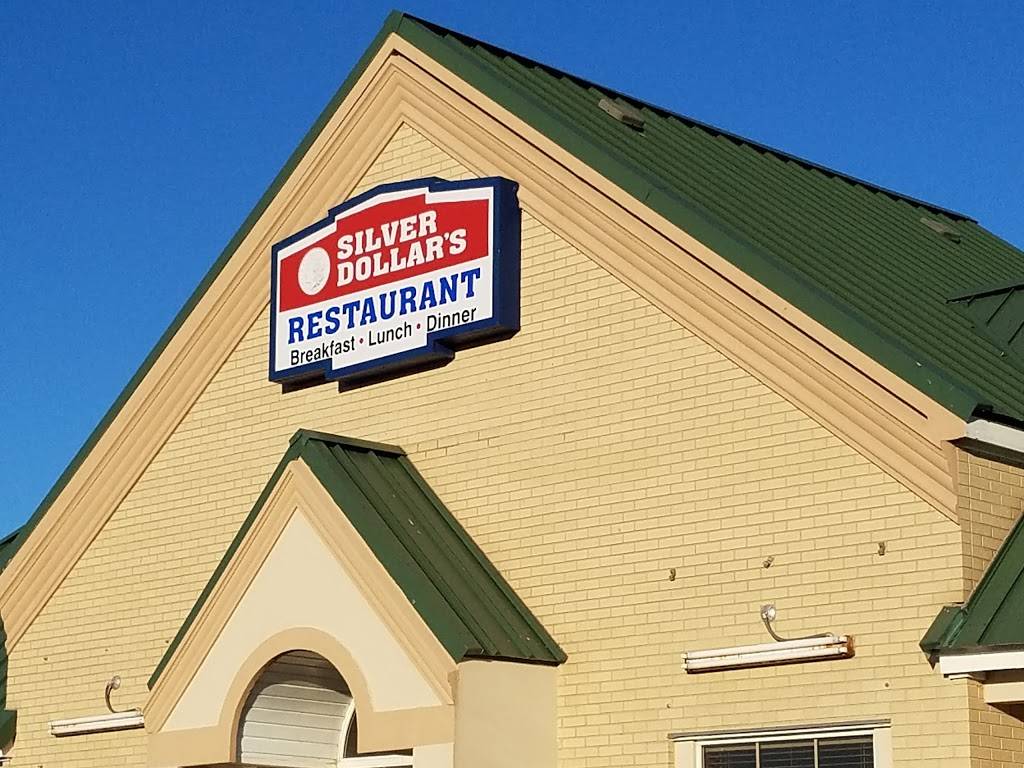 SILVER
DOLLAR'S
RESTAURANT
Breakfast • Lunch • Dinner